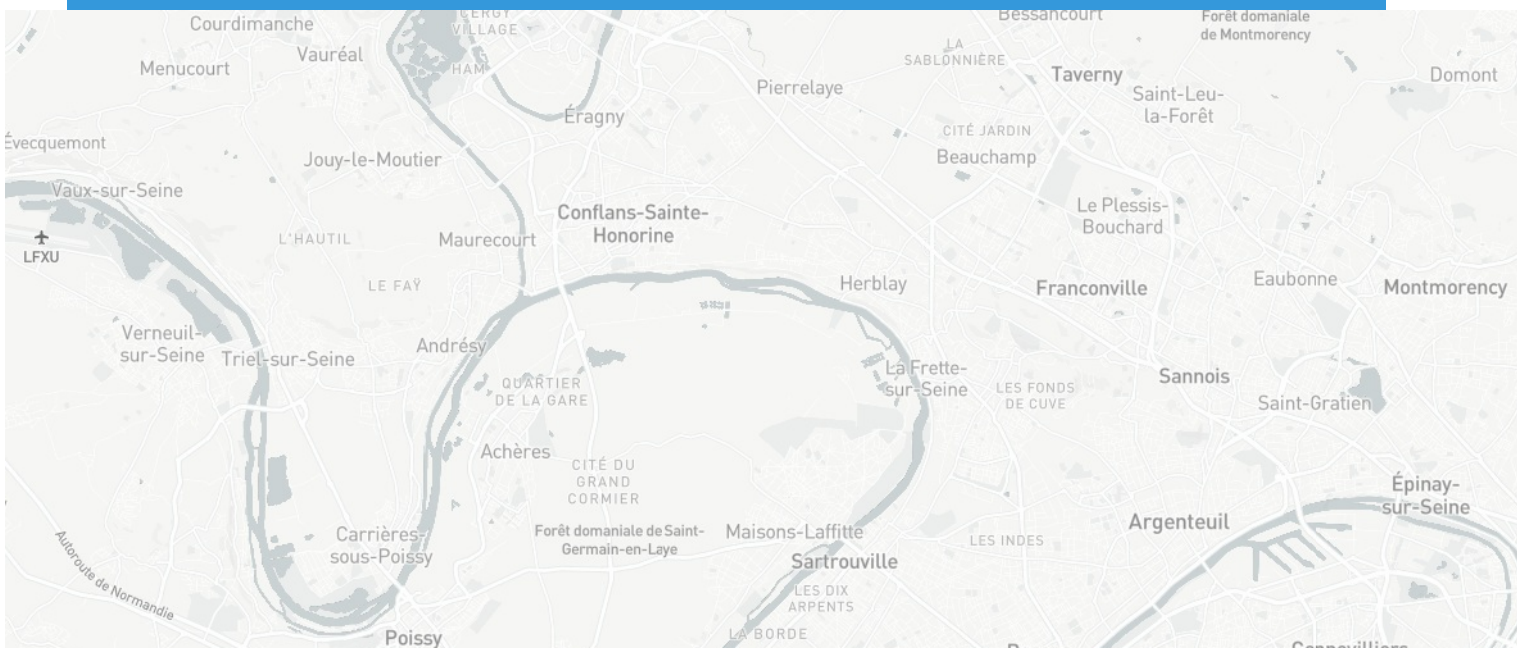 Courdimanche
CERGY
VILLAGE
Bessancourt
Forêt domaniale
de Montmorency
Vauréal
Menucourt
HAM
LA
SABLONNIÈRE
Pierrelaye
Taverny
Domont
Saint-Leu-
la-Forêt
Éragny
CITÉ JARDIN
Évecquemont
Jouy-le-Moutier
Beauchamp
Vaux-sur-Seine
Conflans-Sainte-
Honorine
Le Plessis-
Bouchard
L'HAUTIL
Maurecourt
LFXU
LE FAŸ
Herblay
Franconville
Eaubonne
Montmorency
Verneuil-
sur-Seine
Triel-sur-Seine
Andrésy
QUARTIER
DE LA GARE
La Frette-
sur-Seine
LES FONDS
DE CUVE
Sannois
Saint-Gratien
Achères
CITÉ DU
GRAND
CORMIER
Épinay-
sur-Seine
Carrières-
sous-Poissy
Forêt domaniale de Saint-
Germain-en-Laye
Maisons-Laffitte
Argenteuil
LES INDES
Sartrouville
Autoroute de Normandie
LES DIX
ARPENTS
Poissy
LA BORDE